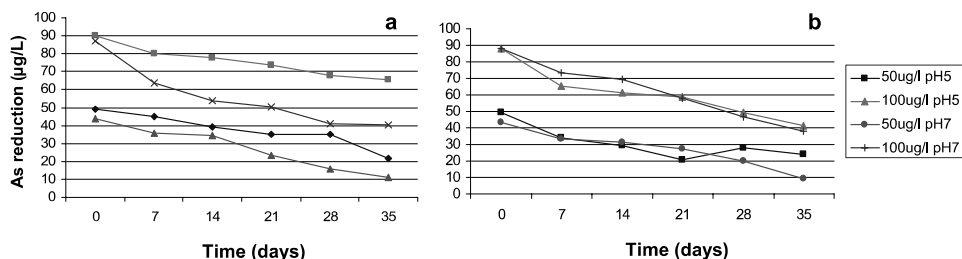 a
As reduction (µg/L)
100
90
80
70
60
50
40
30
20
10
0
0 7 14 21 28 35
Time (days)
b
100
90
80
70
60
50
40
30
20
10
0
0 7 14 21 28 35
Time (days)
50ug/l pH5
100ug/l pH5
50ug/l pH7
100ug/l pH7